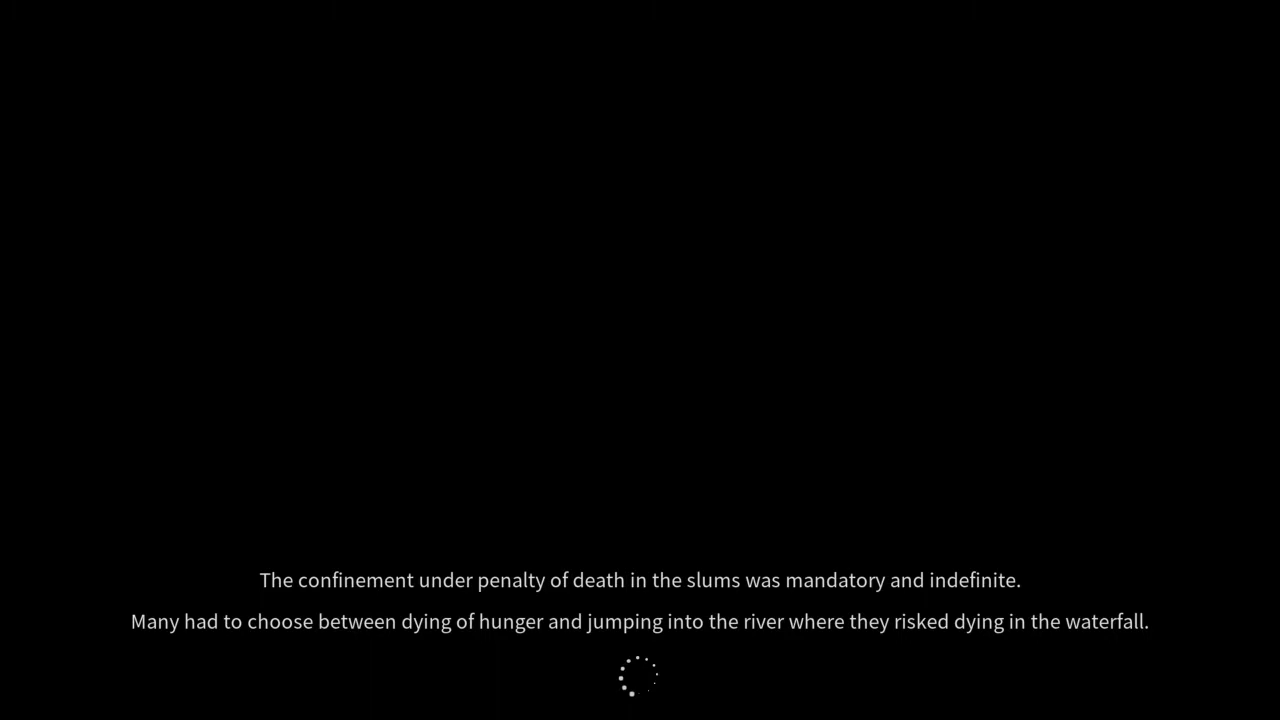 The confinement under penalty of death in the slums was mandatory and indefinite.
Many had to choose between dying of hunger and jumping into the river where they risked dying in the waterfall.